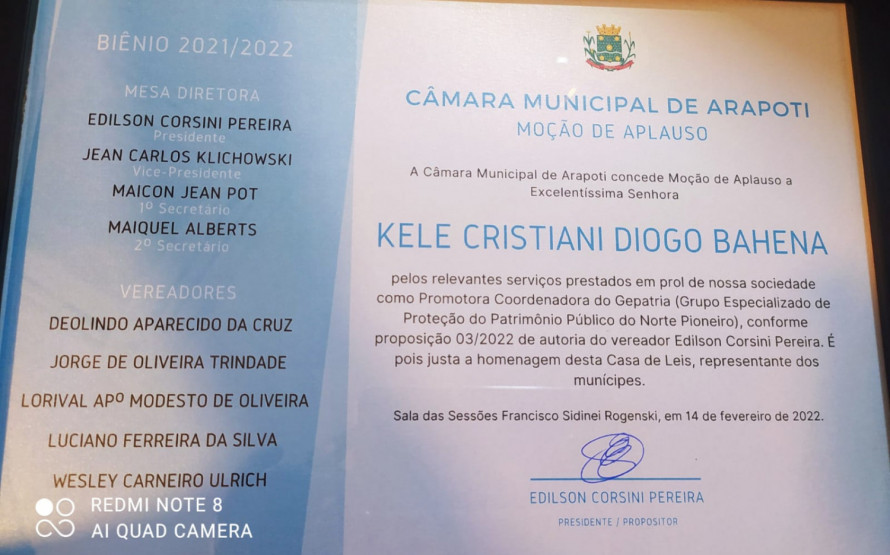 BIÊNIO 2021/2022
MESA DIRETORA
EDILSON CORSINI PEREIRA
Presidente
JEAN CARLOS KLICHOWSKI
Vice-Presidente
MAICON JEAN POT
1º Secretário
MAIQUEL ALBERTS
2º Secretário
VEREADORES
DEOLINDO APARECIDO DA CRUZ
JORGE DE OLIVEIRA TRINDADE
LORIVAL APº MODESTO DE OLIVEIRA
LUCIANO FERREIRA DA SILVA
WESLEY CARNEIRO ULRICH
CÂMARA MUNICIPAL DE ARAPOTI
MOÇÃO DE APLAUSO
A Câmara Municipal de Arapoti concede Moção de Aplauso a
Excelentíssima Senhora
KELE CRISTIANI DIOGO BAHENA
pelos relevantes serviços prestados em prol de nossa sociedade
como Promotora Coordenadora do Gepatria (Grupo Especializado de
Proteção do Patrimônio Público do Norte Pioneiro), conforme
proposição 03/2022 de autoria do vereador Edilson Corsini Pereira. É
pois justa a homenagem desta Casa de Leis, representante dos
munícipes.
Sala das Sessões Francisco Sidinei Rogenski, em 14 de fevereiro de 2022.
EDILSON CORSINI PEREIRA
PRESIDENTE / PROPOSITOR
REDMI NOTE 8
AI QUAD CAMERA